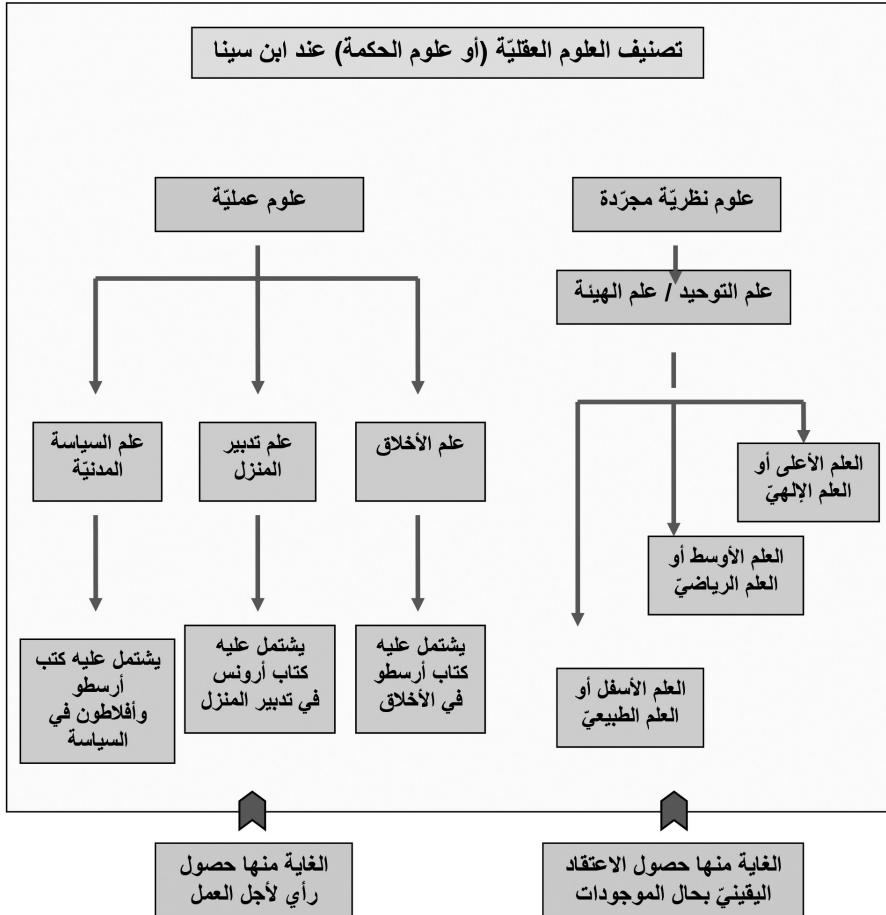 تصنيف العلوم العقليّة (أو علوم الحكمة) عند ابن سينا
علوم نظريّة مجرّدة
علم التوحيد / علم الهيئة
العلم الأعلى أو
العلم الإلهيّ
العلم الأوسط أو
العلم الرياضيّ
العلم الأسفل أو
العلم الطبيعيّ
الغاية منها حصول الاعتقاد
اليقينيّ بحال الموجودات
علوم عمليّة
علم الأخلاق
يشتمل عليه
كتاب أرسطو
في الأخلاق
علم تدبير
المنزل
يشتمل عليه
كتاب أرونس
في تدبير المنزل
علم السياسة
المدنيّة
يشتمل عليه كتب
أرسطو
وأفلاطون في
السياسة
الغاية منها حصول
رأي لأجل العمل